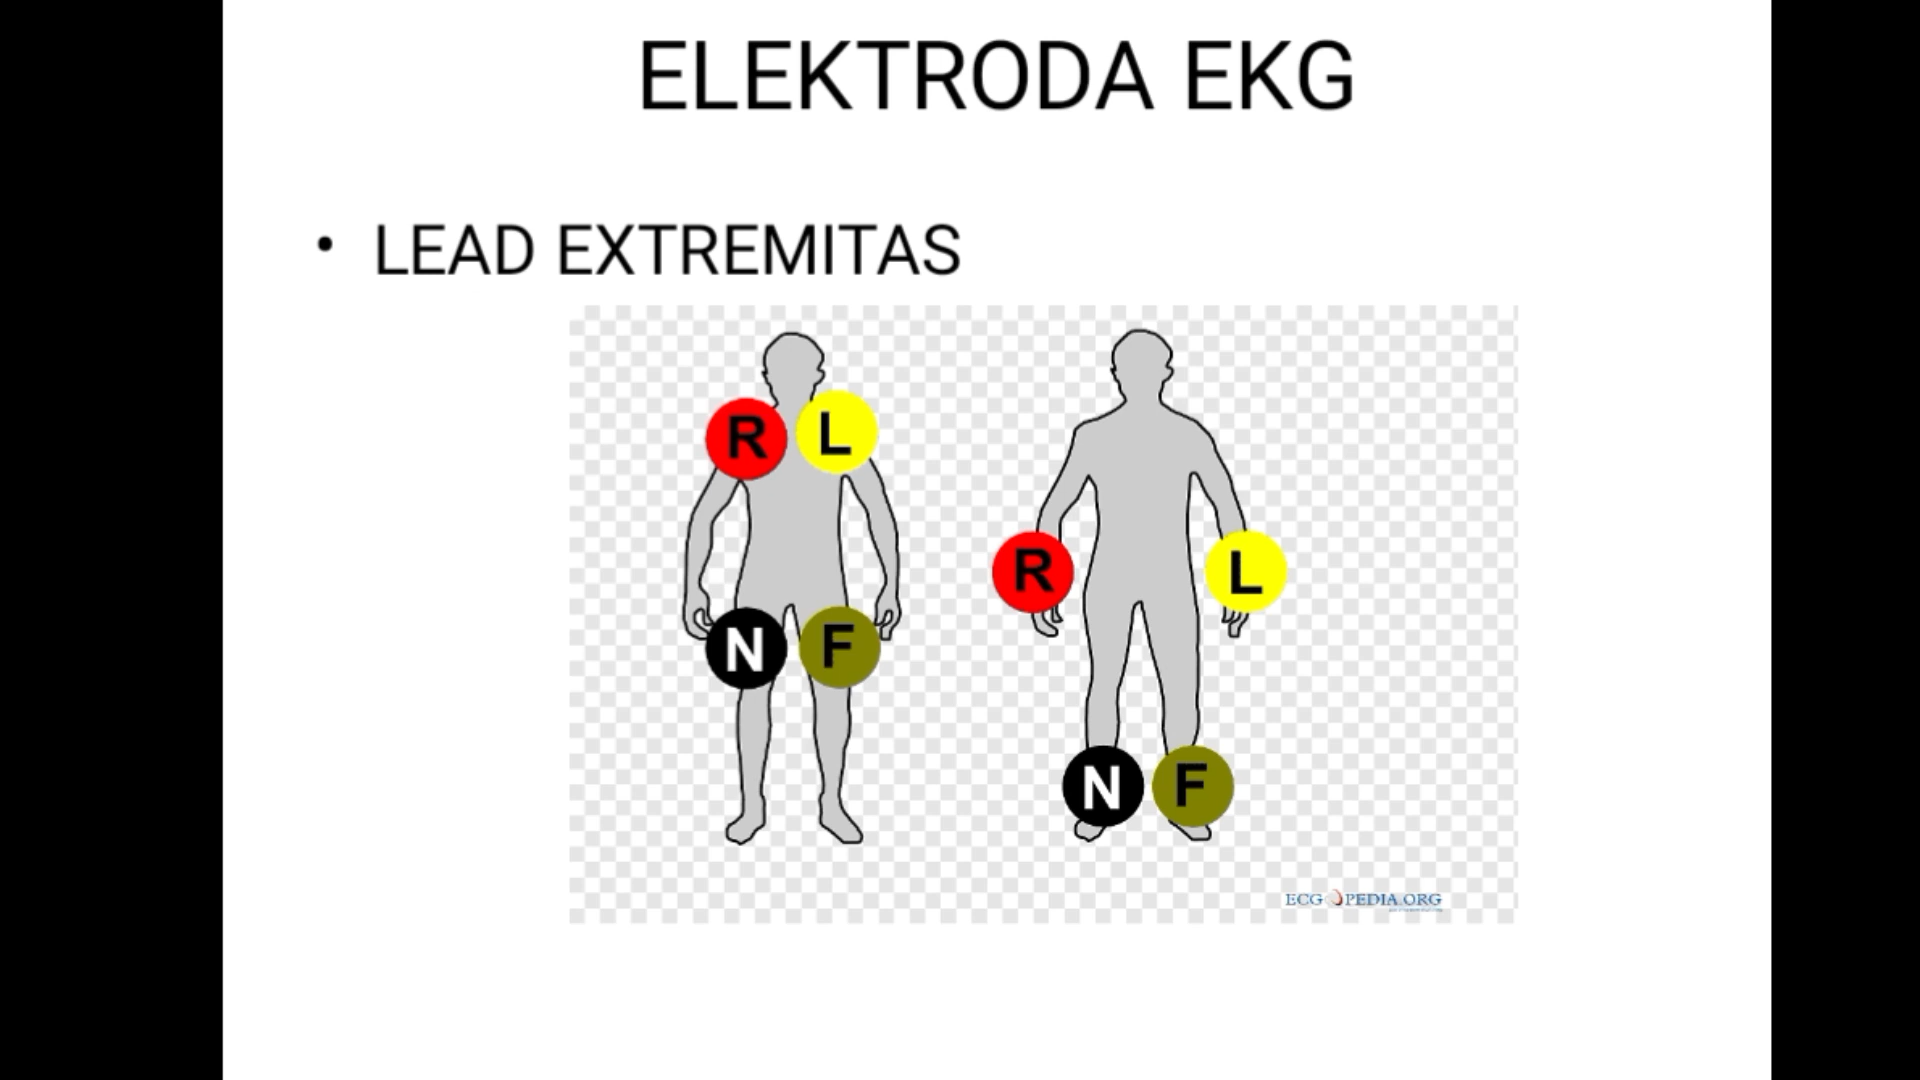 ELEKTRODA EKG
• LEAD EXTREMITAS
R L
R L
N F
N F
ECGPEDIA.ORG